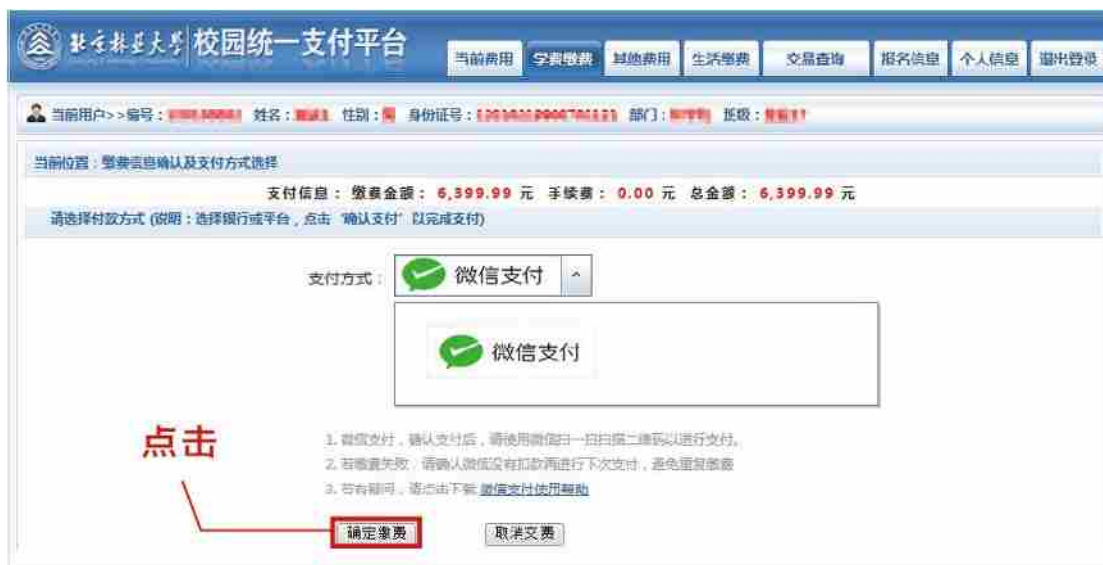 北京林业大学 校园统一支付平台
当前费用 学费缴费 其他费用 生活缴费 交易查询 报名信息 个人信息 退出登录
当前用户>>编号： 姓名： 性别： 身份证号： 部门： 班级：
当前位置：缴费信息确认及支付方式选择
支付信息： 缴费金额： 6,399.99 元 手续费： 0.00 元 总金额： 6,399.99 元
请选择付款方式 (说明：选择银行或平台，点击“确认支付”以完成支付)
支付方式： 微信支付
微信支付
点击
1. 微信支付，确认支付后，请使用微信扫一扫扫描二维码以进行支付。
2. 若缴费失败，请确认微信没有扣款再进行下次支付，避免重复缴费
3. 若有疑问，请点击下载 微信支付使用帮助
确定缴费 取消交费